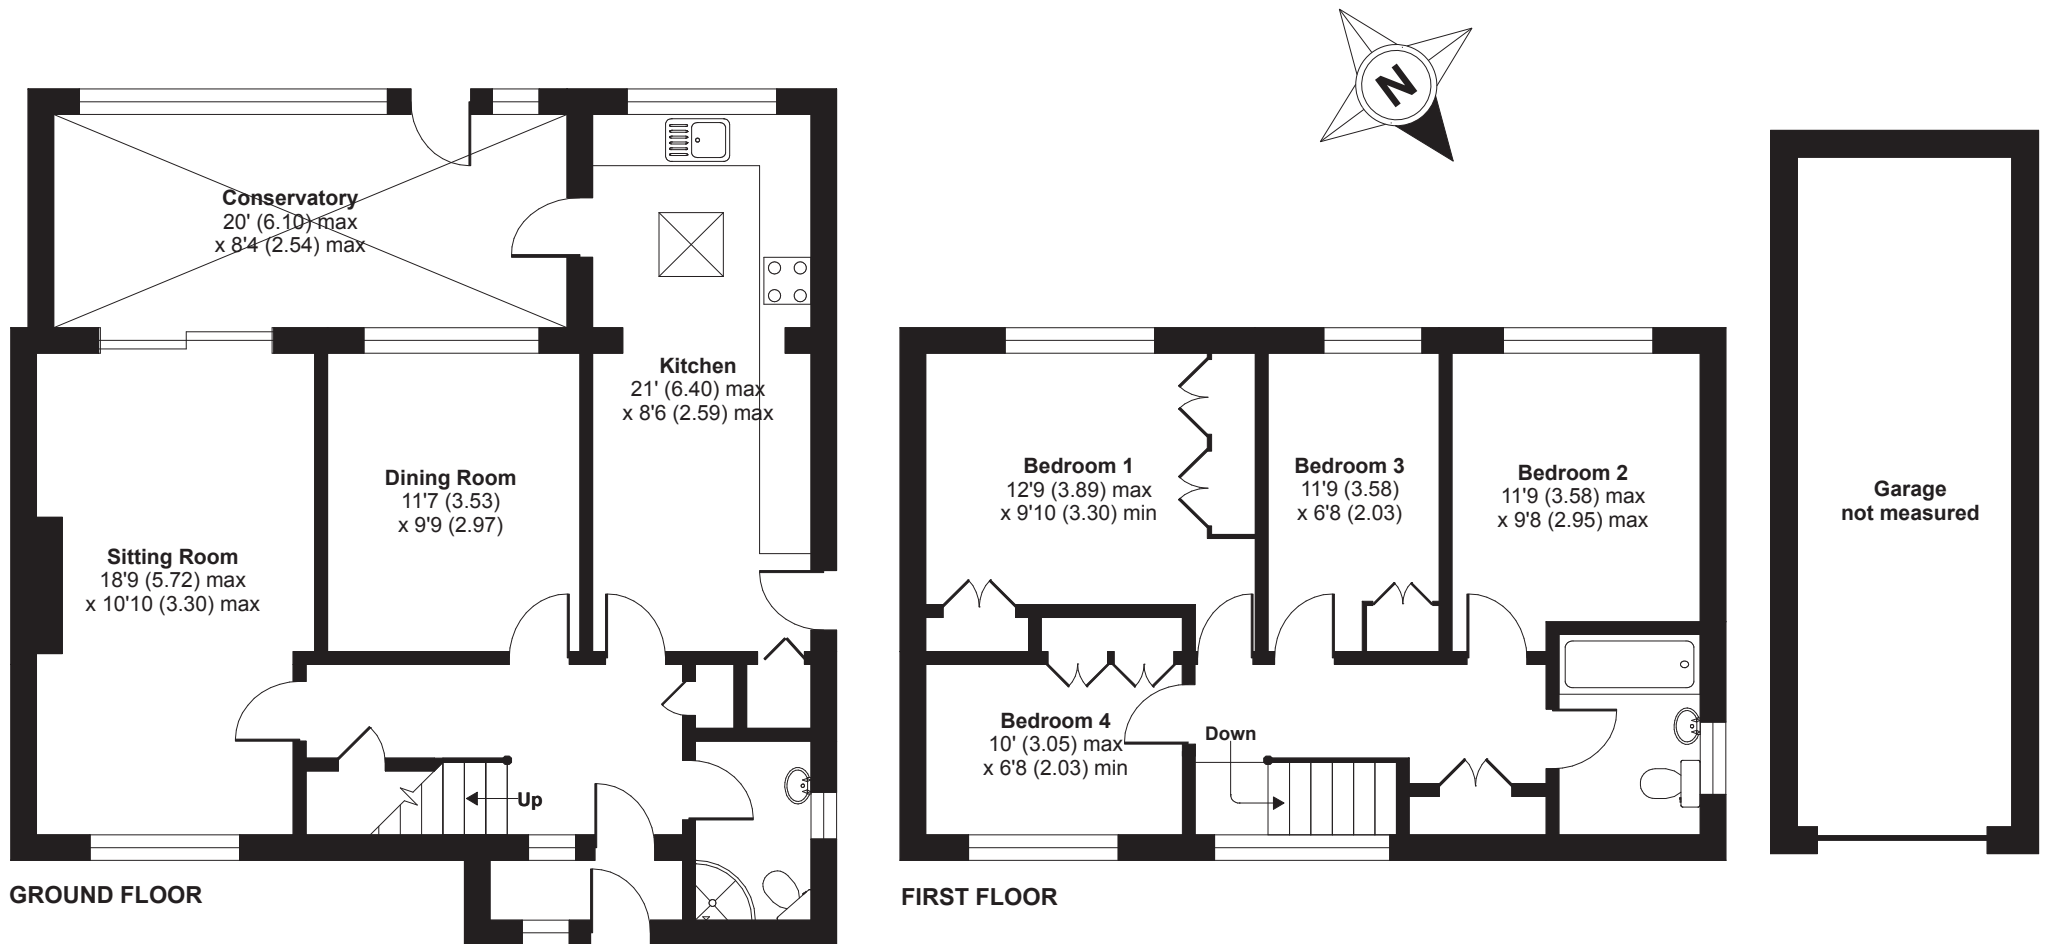 N
Conservatory
20' (6.10) max
x 8'4 (2.54) max
Kitchen
21' (6.40) max
x 8'6 (2.59) max
Dining Room
11'7 (3.53)
x 9'9 (2.97)
Sitting Room
18'9 (5.72) max
x 10'10 (3.30) max
Up
GROUND FLOOR
Bedroom 1
12'9 (3.89) max
x 9'10 (3.30) min
Bedroom 3
11'9 (3.58)
x 6'8 (2.03)
Bedroom 2
11'9 (3.58) max
x 9'8 (2.95) max
Bedroom 4
10' (3.05) max
x 6'8 (2.03) min
Down
FIRST FLOOR
Garage
not measured